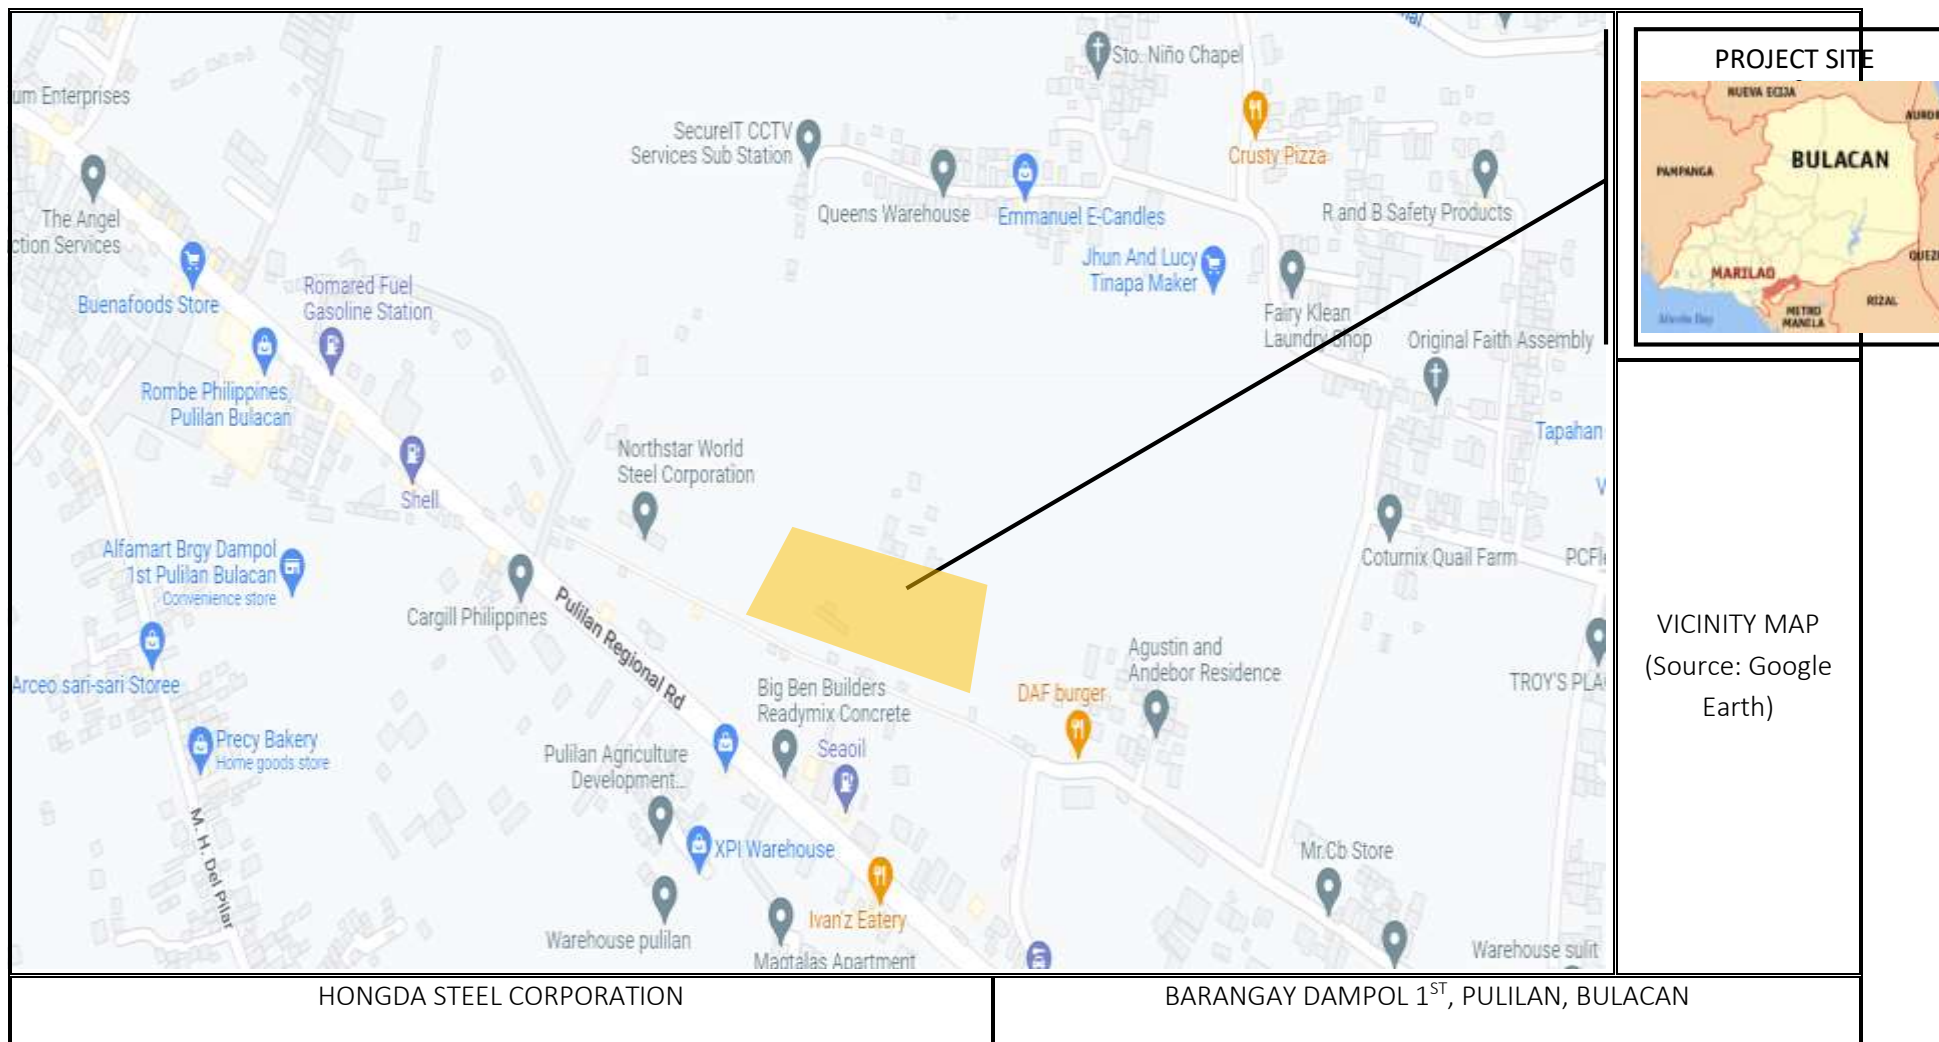 Sto. Niño Chapel
um Enterprises
SecureIT CCTV
Services Sub Station
Crusty Pizza
The Angel
ction Services
Queens Warehouse
Emmanuel E-Candles
R and B Safety Products
Jhun And Lucy
Tinapa Maker
Buenafoods Store
Romared Fuel
Gasoline Station
Fairy Klean
Laundry Shop
Original Faith Assembly
Rombe Philippines,
Pulilan Bulacan
Tapahan
Northstar World
Steel Corporation
Shell
V
Alfamart Brgy Dampol
1st Pulilan Bulacan
Convenience store
Coturnix Quail Farm
PCFl
Cargill Philippines
Pulilan Regional Rd
Arceo sari-sari Storee
Big Ben Builders
Readymix Concrete
Agustin and
Andebor Residence
DAF burger
TROY'S PLA
Precy Bakery
Home goods store
Pulilan Agriculture
Development...
Seaoil
M. H. Del Pilar
XPI Warehouse
Mr.Cb Store
Ivan'z Eatery
Warehouse pulilan
Magtalas Apartment
Warehouse sulit
PROJECT SITE
NUEVA ECIJA
AUROR
BULACAN
PAMPANGA
QUEZ
MARILAO
RIZAL
METRO
MANILA
Manila Bay
VICINITY MAP
(Source: Google
Earth)
HONGDA STEEL CORPORATION
BARANGAY DAMPOL 1ST, PULILAN, BULACAN